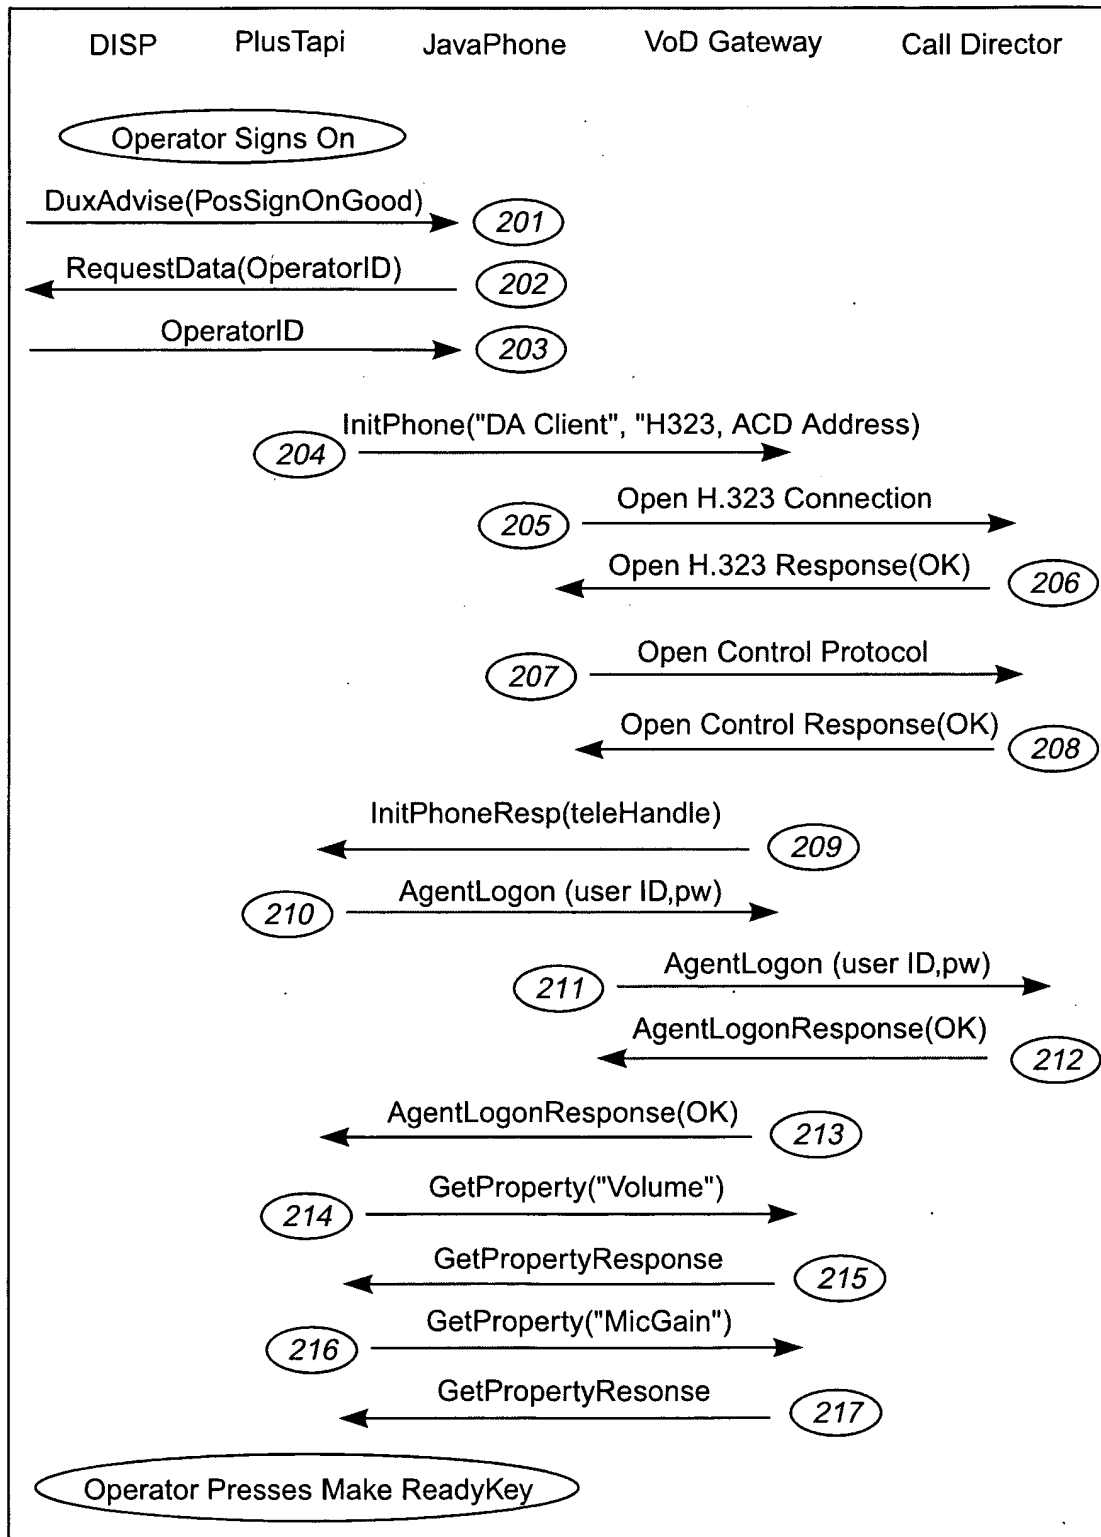 DISP PlusTapi JavaPhone VoD Gateway Call Director
Operator Signs On
DuxAdvise(PosSignOnGood)
201
RequestData(OperatorID)
202
OperatorID
203
InitPhone("DA Client", "H323, ACD Address)
204
Open H.323 Connection
205
Open H.323 Response(OK)
206
Open Control Protocol
207
Open Control Response(OK)
208
InitPhoneResp(teleHandle)
209
AgentLogon (user ID,pw)
210
AgentLogon (user ID,pw)
211
AgentLogonResponse(OK)
212
AgentLogonResponse(OK)
213
GetProperty("Volume")
214
GetPropertyResponse
215
GetProperty("MicGain")
216
GetPropertyResonse
217
Operator Presses Make ReadyKey